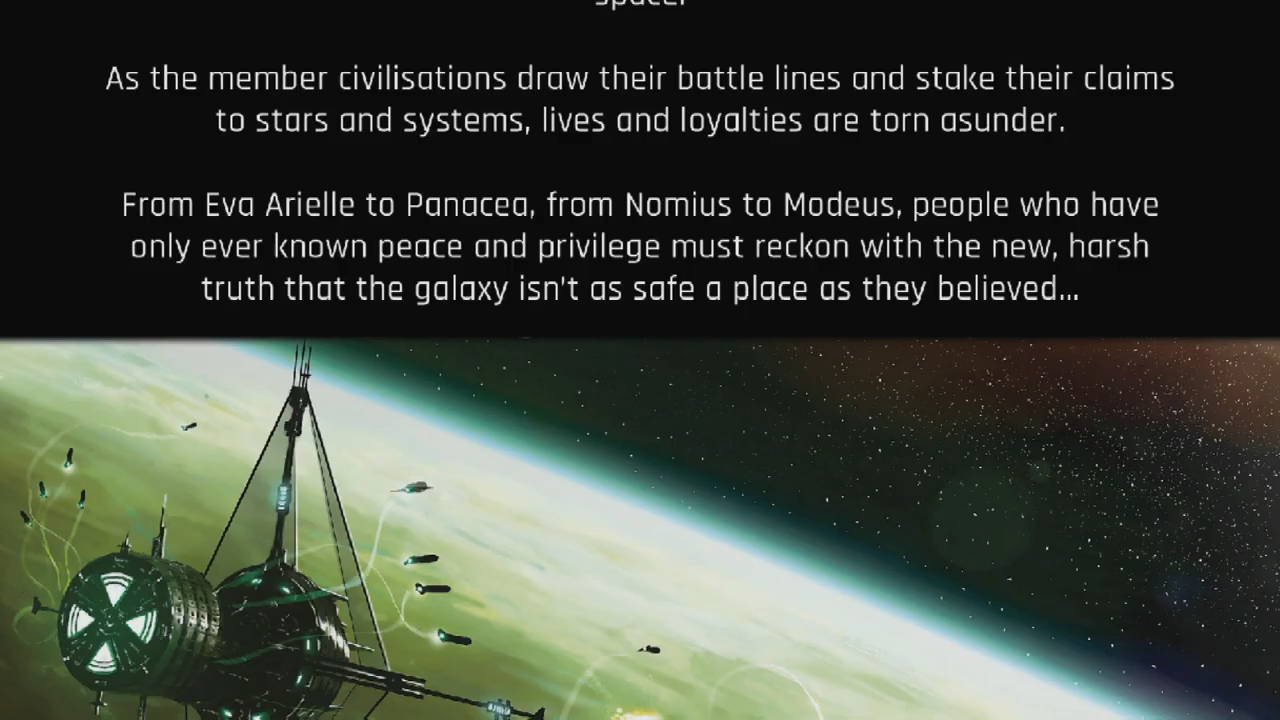 As the member civilisations draw their battle lines and stake their claims
to stars and systems, lives and loyalties are torn asunder.
From Eva Arielle to Panacea, from Nomius to Modeus, people who have
only ever known peace and privilege must reckon with the new, harsh
truth that the galaxy isn't as safe a place as they believed...